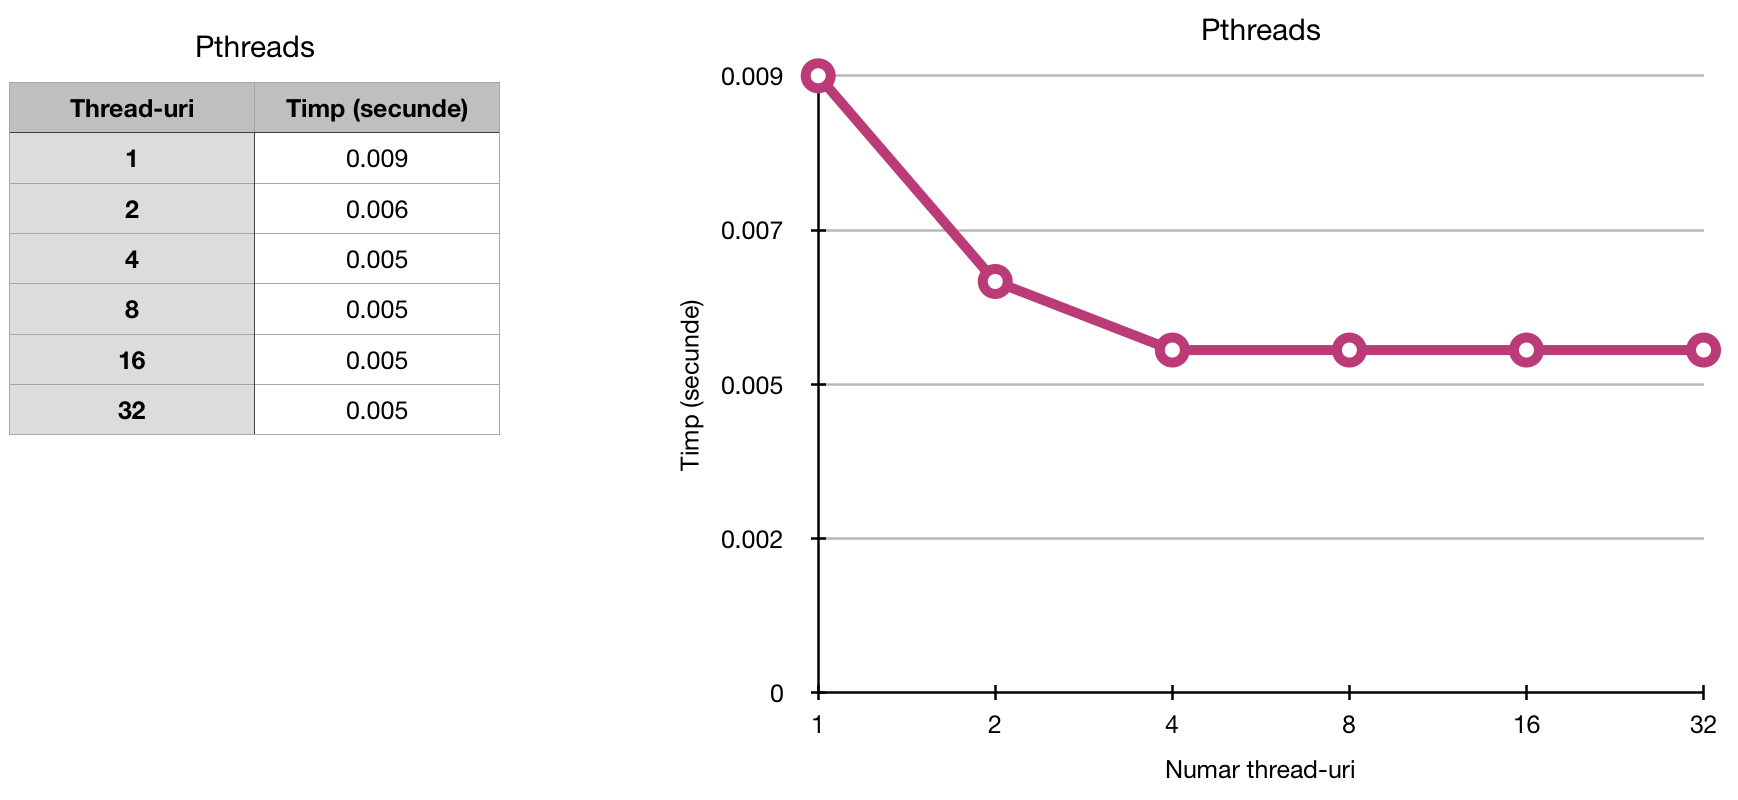 Pthreads
Thread-uri Timp (secunde)
1 0.009
2 0.006
4 0.005
8 0.005
16 0.005
32 0.005
Pthreads
0.009
0.007
0.005
0.002
0
Timp (secunde)
1 2 4 8 16 32
Numar thread-uri